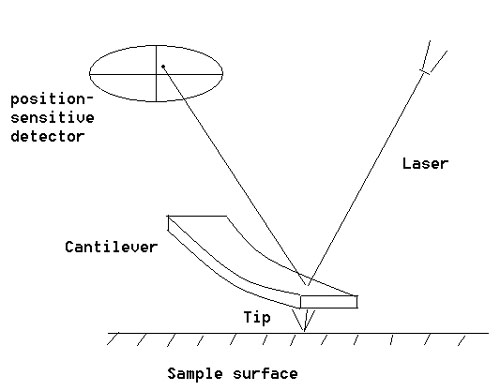 position-
sensitive
detector
Laser
Cantilever
Tip
Sample surface